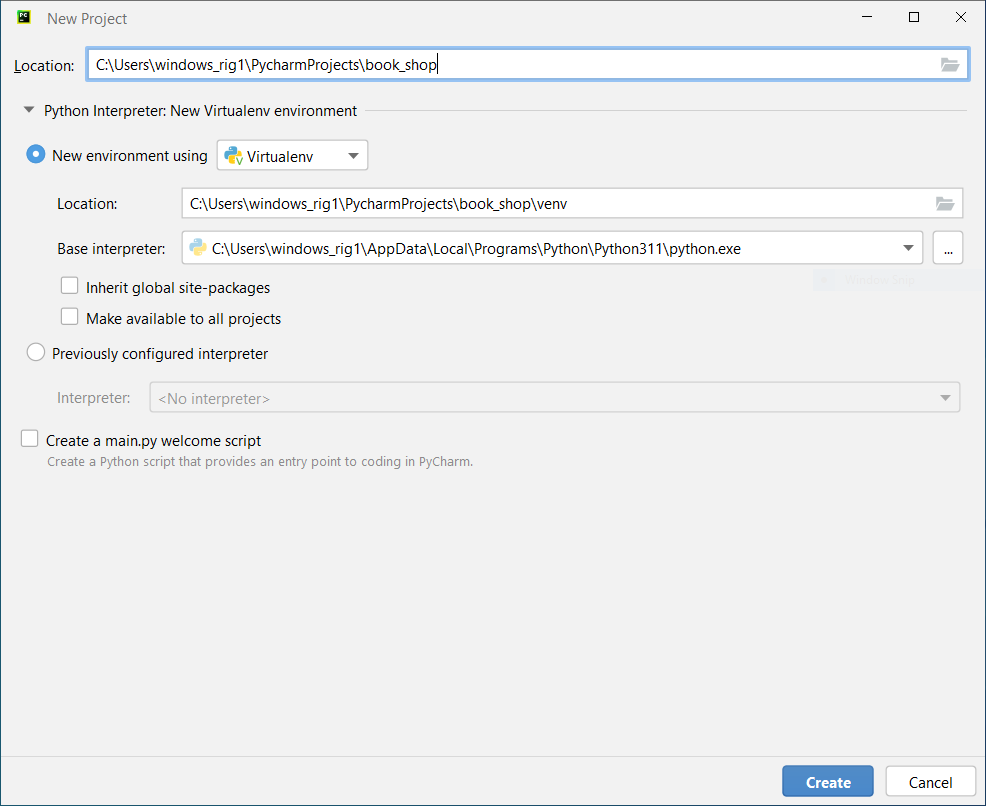 PC
New Project
Location: C:\Users\windows_rig1\PycharmProjects\book_shop
Python Interpreter: New Virtualenv environment
New environment using Virtualenv
Location: C:\Users\windows_rig1\PycharmProjects\book_shop\venv
Base interpreter: C:\Users\windows_rig1\AppData\Local\Programs\Python\Python311\python.exe ...
Window Snip
Inherit global site-packages
Make available to all projects
Previously configured interpreter
Interpreter: <No interpreter>
Create a main.py welcome script
Create a Python script that provides an entry point to coding in PyCharm.
Create Cancel